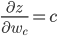 ∂z/∂w_c = c